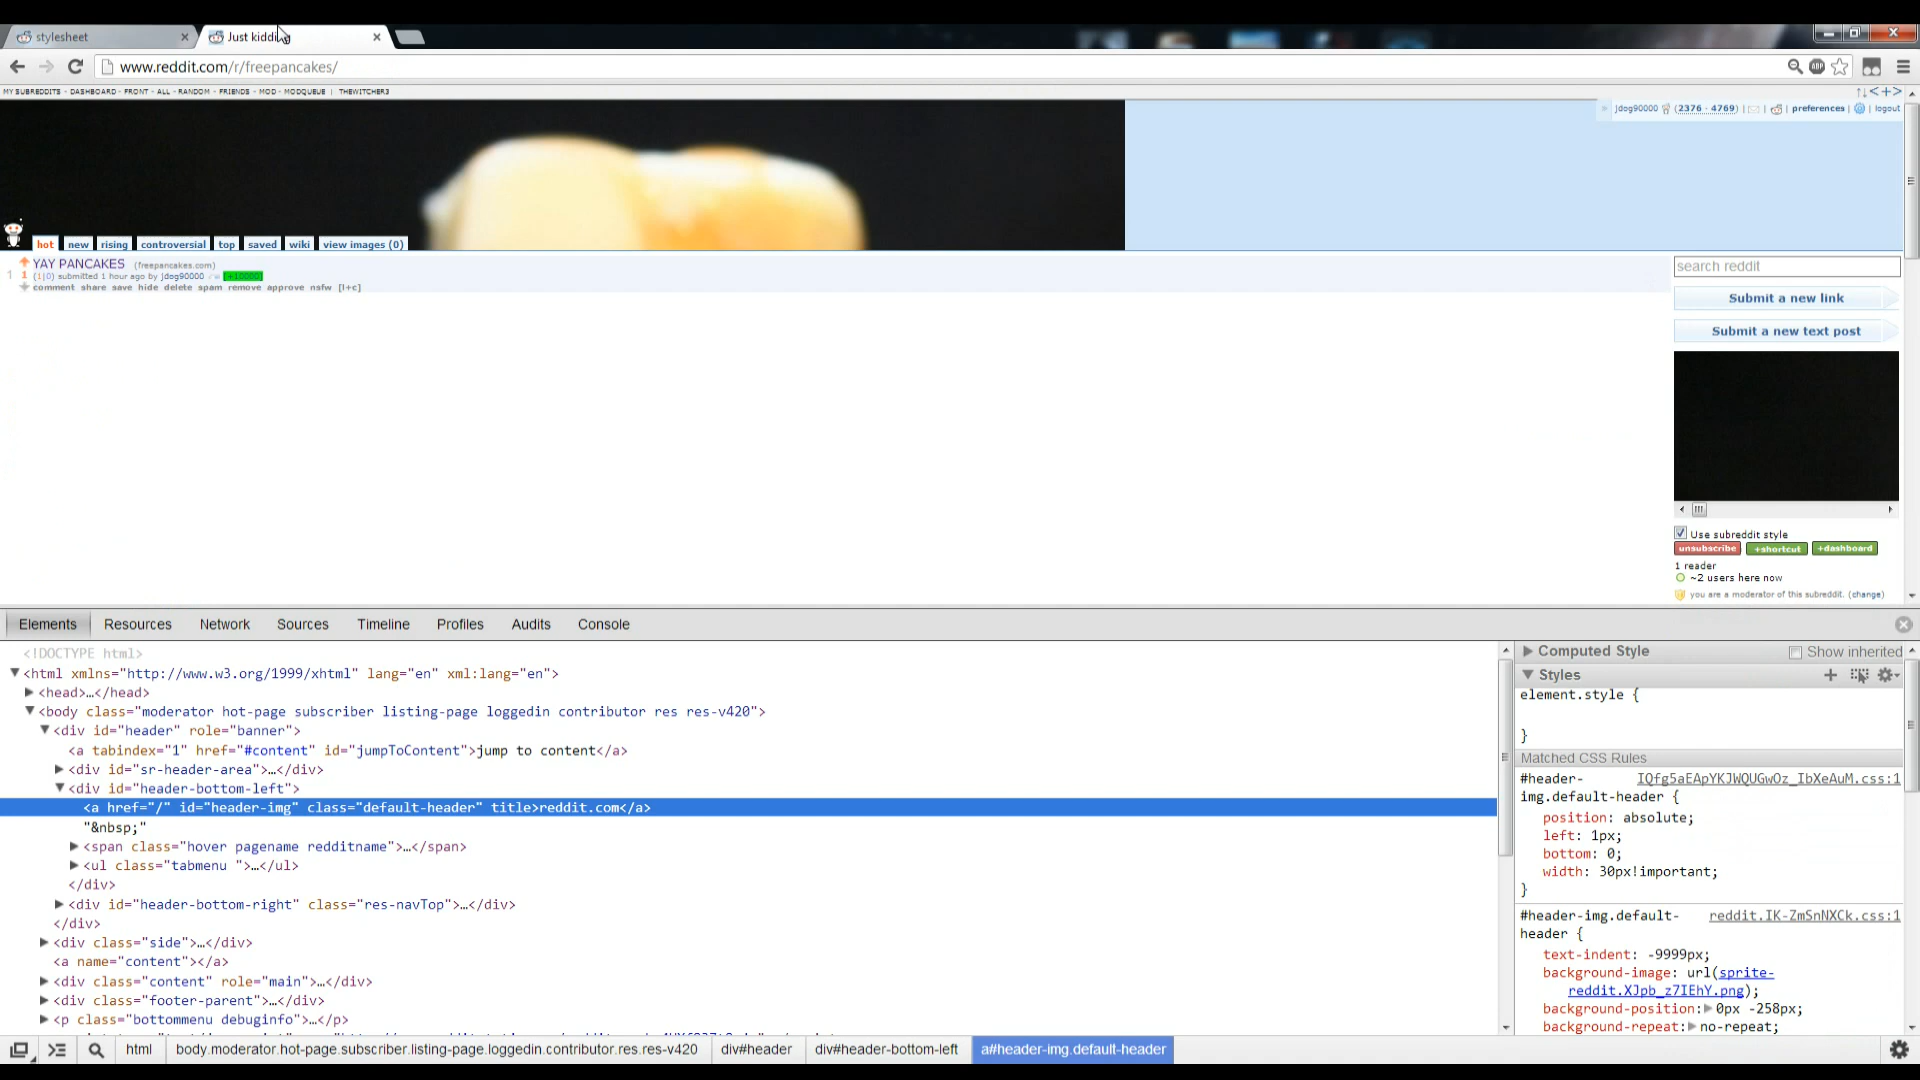 stylesheet
Just kiddi
www.reddit.com/r/freepancakes/
MY SUBREDDITS - DASHBOARD - FRONT - ALL - RANDOM - FRIENDS - MOD - MODQUEUE | THEWITCHER3
jdog90000 (2376 · 4769) | | | preferences | | logout
hot new rising controversial top saved wiki view images (0)
YAY PANCAKES (freepancakes.com)
1 1 (1|0) submitted 1 hour ago by jdog90000 [+10000]
comment share save hide delete spam remove approve nsfw [l+c]
search reddit
Submit a new link
Submit a new text post
Use subreddit style
unsubscribe +shortcut +dashboard
1 reader
~2 users here now
you are a moderator of this subreddit. (change)
Elements Resources Network Sources Timeline Profiles Audits Console
<!DOCTYPE html>
<html xmlns="http://www.w3.org/1999/xhtml" lang="en" xml:lang="en">
<head>…</head>
<body class="moderator hot-page subscriber listing-page loggedin contributor res res-v420">
<div id="header" role="banner">
<a tabindex="1" href="#content" id="jumpToContent">jump to content</a>
<div id="sr-header-area">…</div>
<div id="header-bottom-left">
<a href="/" id="header-img" class="default-header" title>reddit.com</a>
"&nbsp;"
<span class="hover pagename redditname">…</span>
<ul class="tabmenu ">…</ul>
</div>
<div id="header-bottom-right" class="res-navTop">…</div>
</div>
<div class="side">…</div>
<a name="content"></a>
<div class="content" role="main">…</div>
<div class="footer-parent">…</div>
<p class="bottommenu debuginfo">…</p>
Computed Style Show inherited
Styles
element.style {
}
Matched CSS Rules
#header- IQfg5aEApYKJWQUGwOz_IbXeAuM.css:1
img.default-header {
position: absolute;
left: 1px;
bottom: 0;
width: 30px!important;
}
#header-img.default- reddit.IK-ZmSnNXCk.css:1
header {
text-indent: -9999px;
background-image: url(sprite-
reddit.XJpb_z7IEhY.png);
background-position: 0px -258px;
background-repeat: no-repeat;
html body.moderator.hot-page.subscriber.listing-page.loggedin.contributor.res.res-v420 div#header div#header-bottom-left a#header-img.default-header